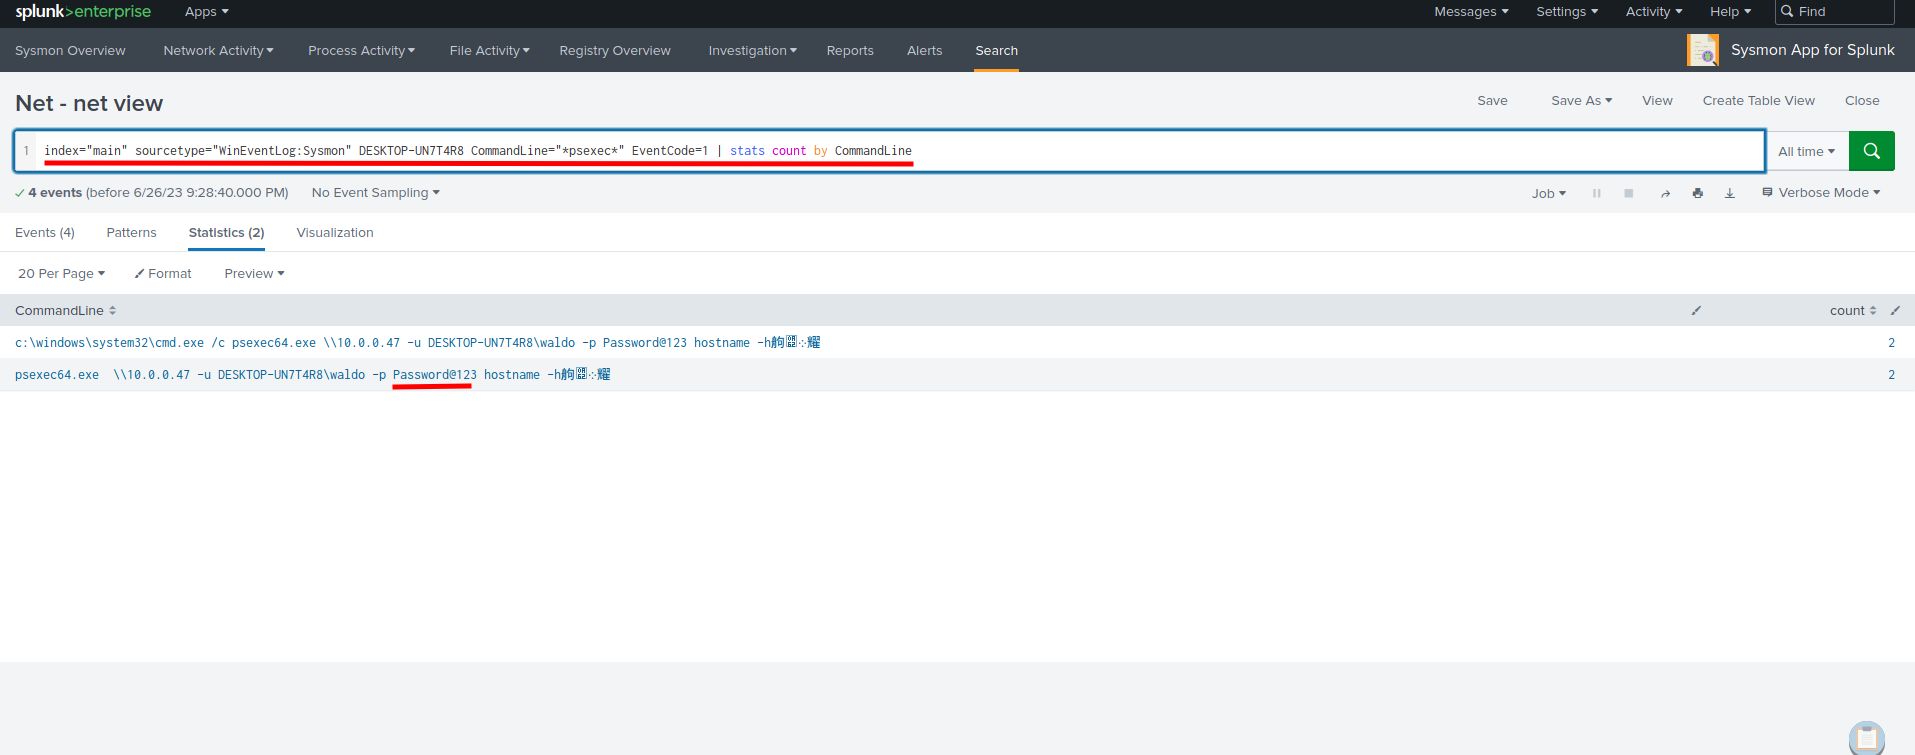 splunk>enterprise Apps Messages Settings Activity Help Find
Sysmon Overview Network Activity Process Activity File Activity Registry Overview Investigation Reports Alerts Search Sysmon App for Splunk
Net - net view Save Save As View Create Table View Close
1 index="main" sourcetype="WinEventLog:Sysmon" DESKTOP-UN7T4R8 CommandLine="*psexec*" EventCode=1 | stats count by CommandLine All time
4 events (before 6/26/23 9:28:40.000 PM) No Event Sampling Job Verbose Mode
Events (4) Patterns Statistics (2) Visualization
20 Per Page Format Preview
CommandLine count
c:\windows\system32\cmd.exe /c psexec64.exe \\10.0.0.47 -u DESKTOP-UN7T4R8\waldo -p Password@123 hostname -h 耀 2
psexec64.exe \\10.0.0.47 -u DESKTOP-UN7T4R8\waldo -p Password@123 hostname -h 耀 2